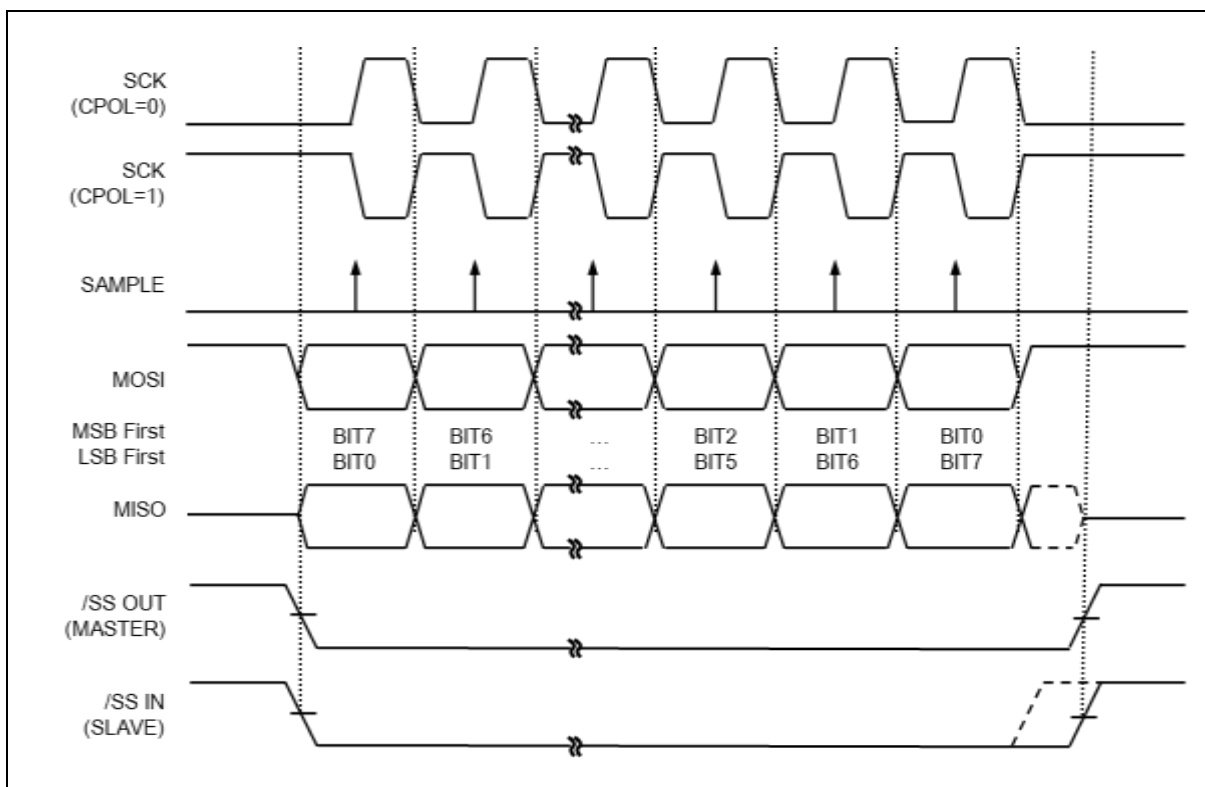 SCK
(CPOL=0)
SCK
(CPOL=1)
SAMPLE
MOSI
MSB First BIT7 BIT6 ... BIT2 BIT1 BIT0
LSB First BIT0 BIT1 ... BIT5 BIT6 BIT7
MISO
/SS OUT
(MASTER)
/SS IN
(SLAVE)